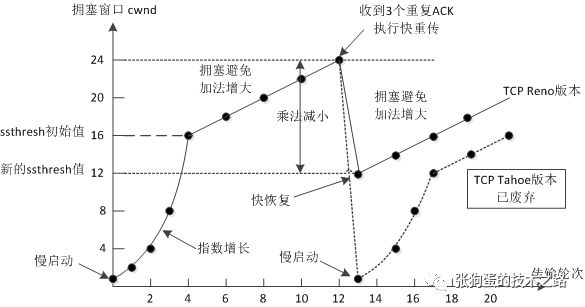 拥塞窗口 cwnd
收到3个重复ACK
执行快重传
24
拥塞避免
加法增大
20
乘法减小
拥塞避免
加法增大
TCP Reno版本
ssthresh初始值
16
新的ssthresh值
12
快恢复
TCP Tahoe版本
已废弃
8
指数增长
4
慢启动
慢启动
传输轮次
张狗蛋的技术之路
2 4 6 8 10 12 14 16 18 20